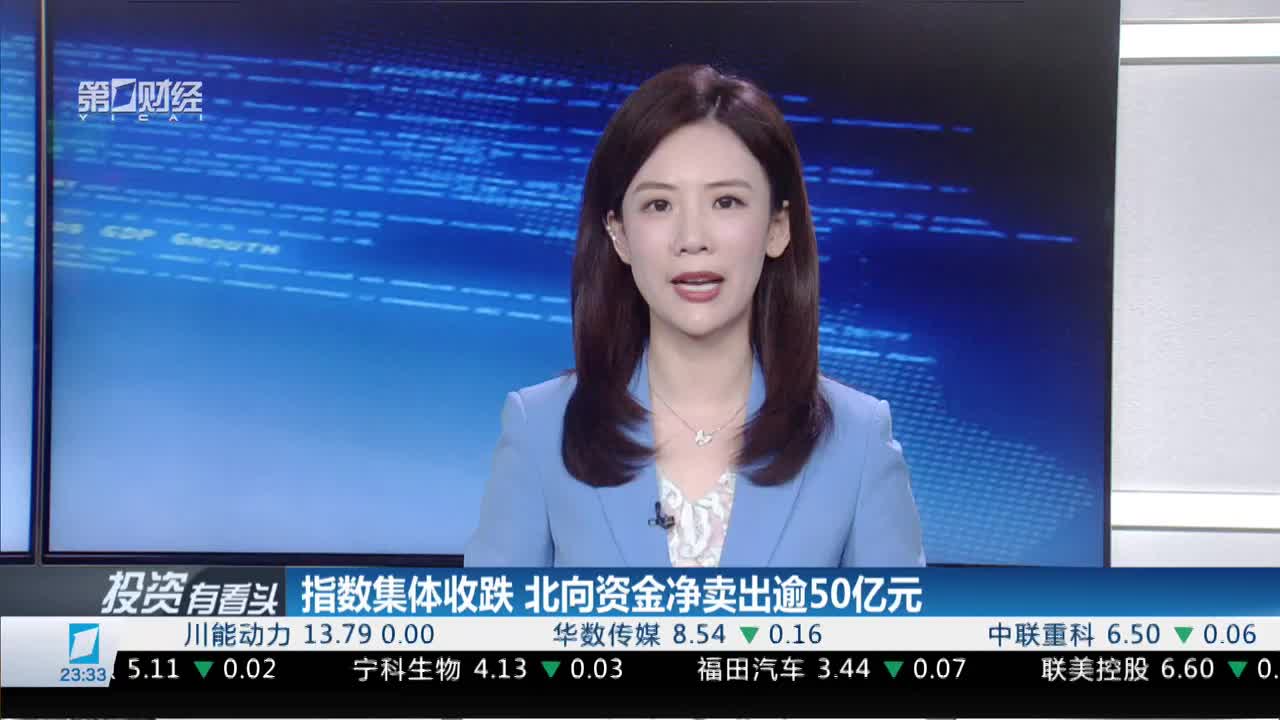 第一财经
YICAI
GDP GROWTH
投资有看头
指数集体收跌 北向资金净卖出逾50亿元
川能动力 13.79 0.00 华数传媒 8.54 ▼ 0.16 中联重科 6.50 ▼ 0.06
23:33
5.11 ▼ 0.02 宁科生物 4.13 ▼ 0.03 福田汽车 3.44 ▼ 0.07 联美控股 6.60 ▼ 0.